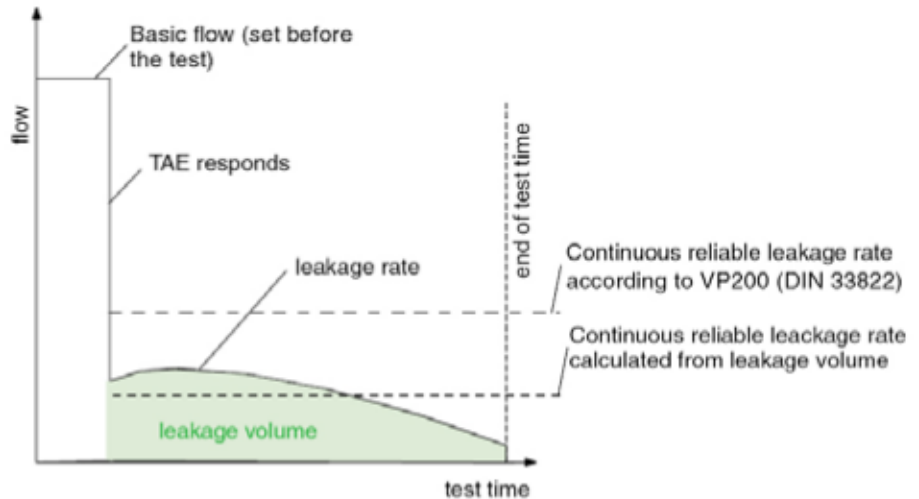 Basic flow (set before
the test)
flow
TAE responds
end of test time
leakage rate
Continuous reliable leakage rate
according to VP200 (DIN 33822)
Continuous reliable leackage rate
calculated from leakage volume
leakage volume
test time